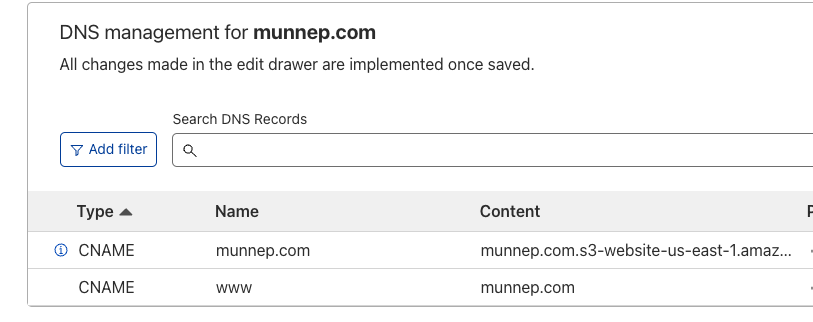 DNS management for munnep.com
All changes made in the edit drawer are implemented once saved.
Search DNS Records
Add filter
Type Name Content
CNAME munnep.com munnep.com.s3-website-us-east-1.amaz...
CNAME www munnep.com